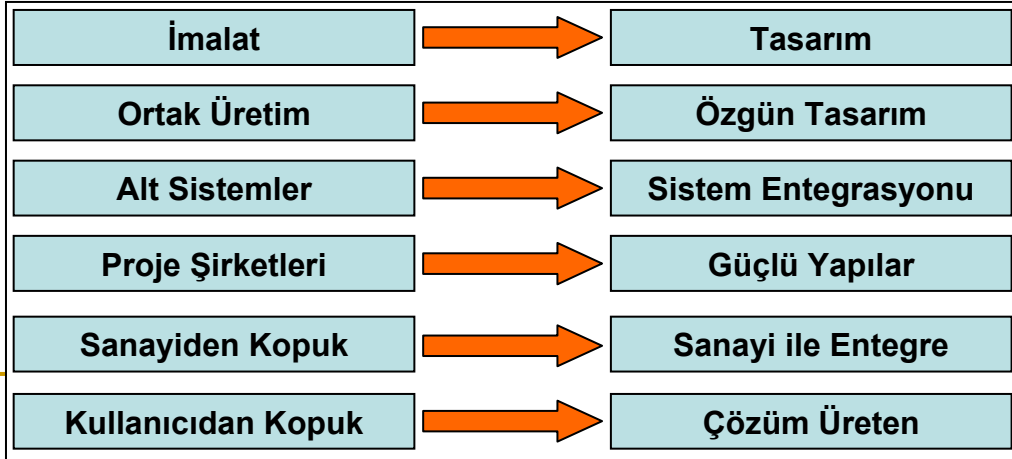 İmalat
Tasarım
Ortak Üretim
Özgün Tasarım
Alt Sistemler
Sistem Entegrasyonu
Proje Şirketleri
Güçlü Yapılar
Sanayiden Kopuk
Sanayi ile Entegre
Kullanıcıdan Kopuk
Çözüm Üreten